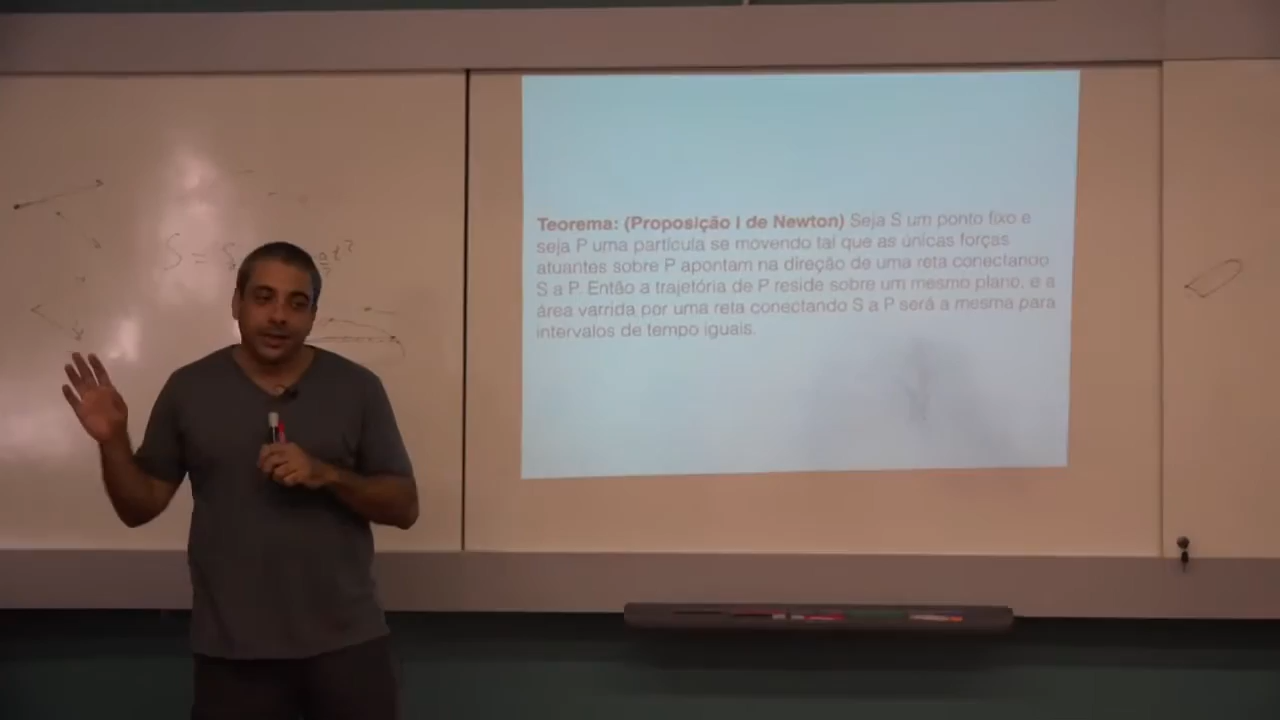 S = S
at²
Teorema: (Proposição I de Newton) Seja S um ponto fixo e
seja P uma partícula se movendo tal que as únicas forças
atuantes sobre P apontam na direção de uma reta conectando
S a P. Então a trajetória de P reside sobre um mesmo plano, e a
área varrida por uma reta conectando S a P será a mesma para
intervalos de tempo iguais.